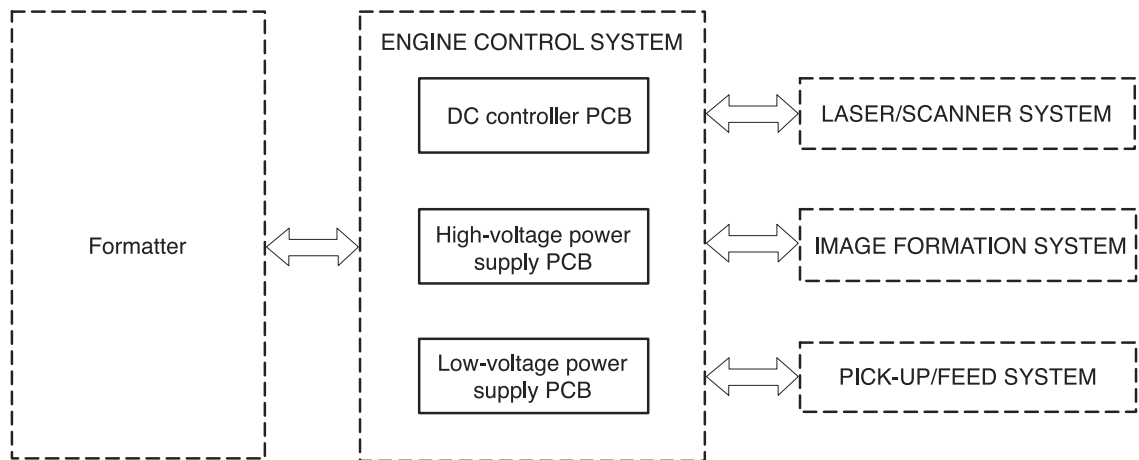 ENGINE CONTROL SYSTEM
DC controller PCB
LASER/SCANNER SYSTEM
Formatter
High-voltage power
supply PCB
IMAGE FORMATION SYSTEM
Low-voltage power
supply PCB
PICK-UP/FEED SYSTEM